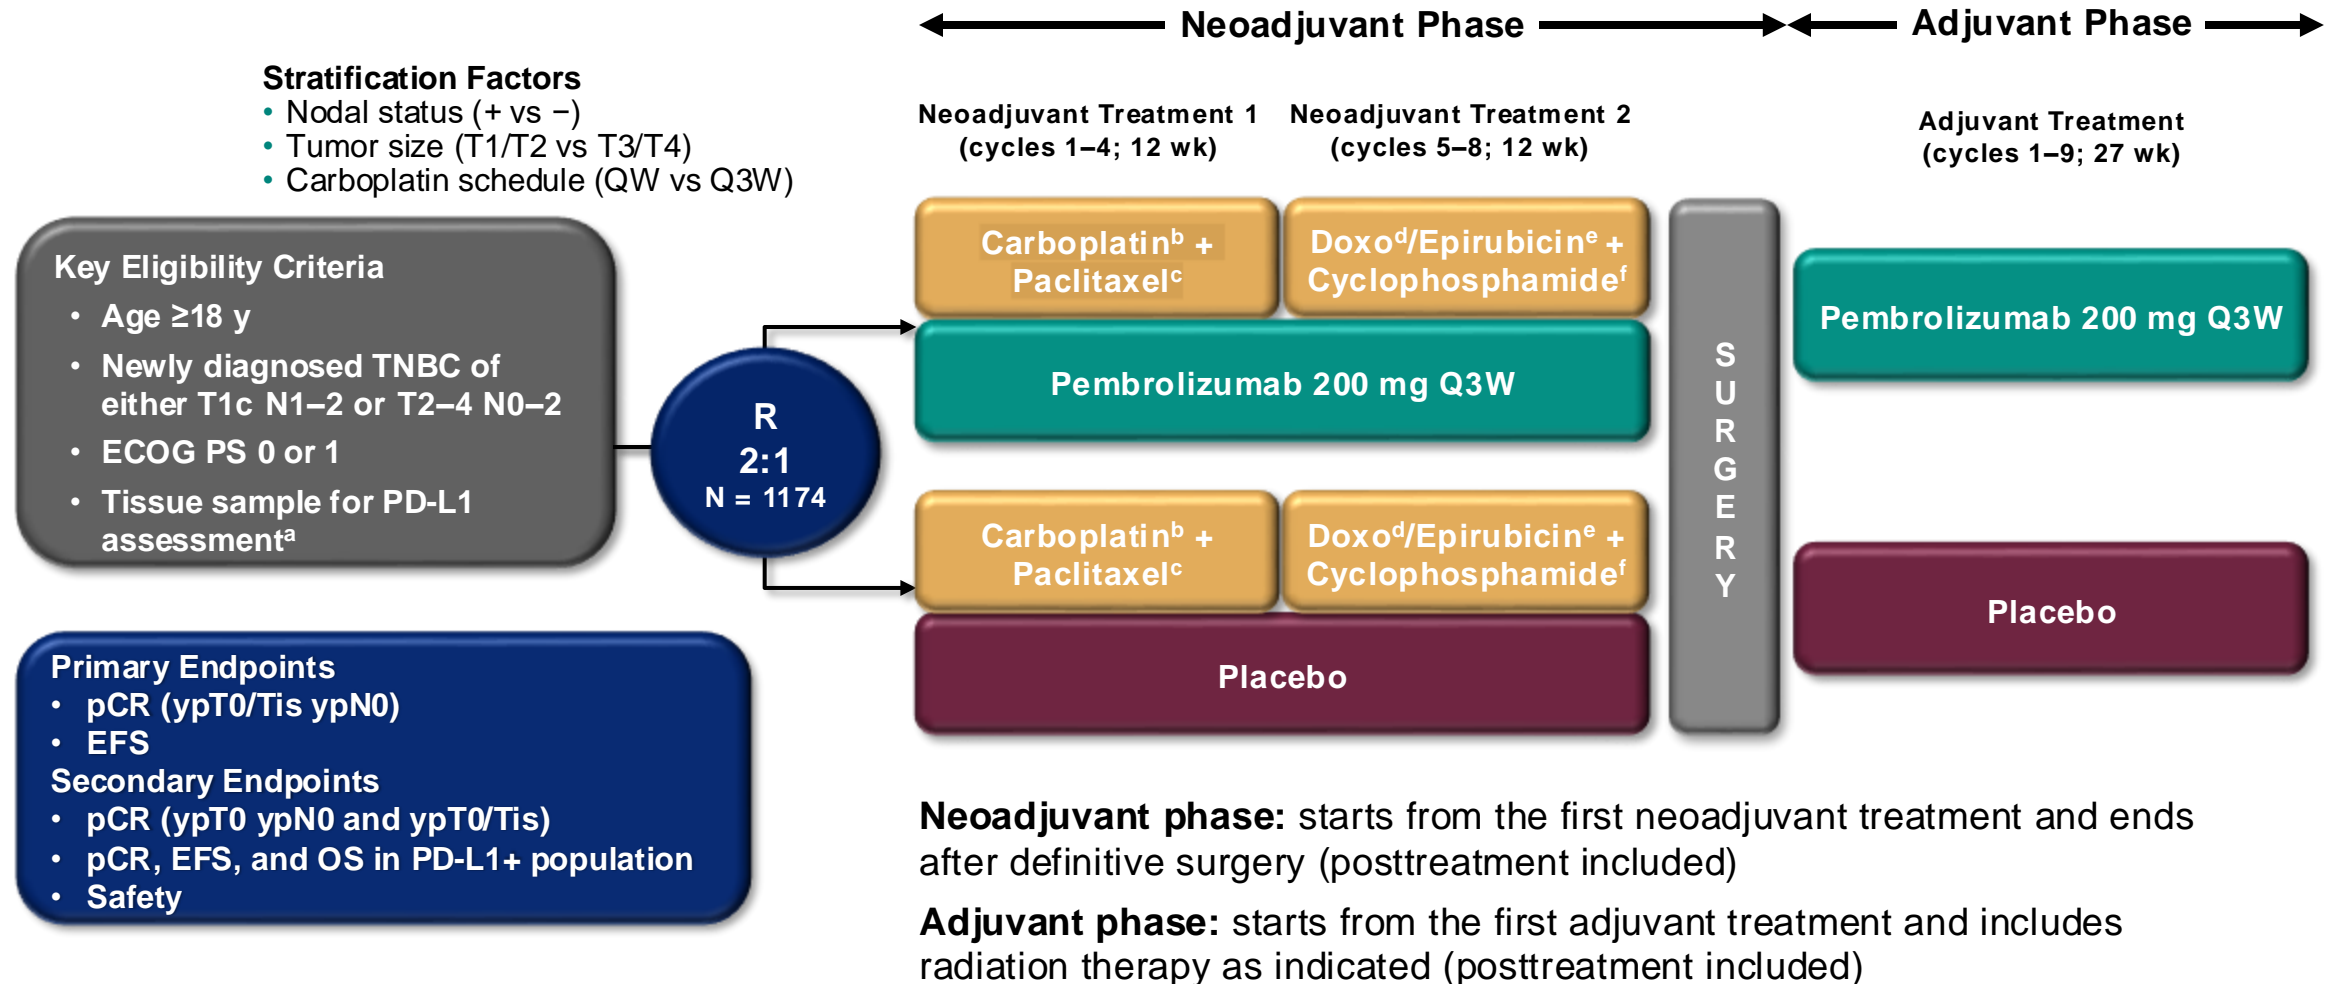 Neoadjuvant Phase
Adjuvant Phase
Stratification Factors
• Nodal status (+ vs −)
• Tumor size (T1/T2 vs T3/T4)
• Carboplatin schedule (QW vs Q3W)
Neoadjuvant Treatment 1
(cycles 1–4; 12 wk)
Neoadjuvant Treatment 2
(cycles 5–8; 12 wk)
Adjuvant Treatment
(cycles 1–9; 27 wk)
Key Eligibility Criteria
• Age ≥18 y
• Newly diagnosed TNBC of
either T1c N1–2 or T2–4 N0–2
• ECOG PS 0 or 1
• Tissue sample for PD-L1
assessmentᵃ
R
2:1
N = 1174
Carboplatinᵇ +
Paclitaxelᶜ
Doxoᵈ/Epirubicinᵉ +
Cyclophosphamideᶠ
Pembrolizumab 200 mg Q3W
Carboplatinᵇ +
Paclitaxelᶜ
Doxoᵈ/Epirubicinᵉ +
Cyclophosphamideᶠ
Placebo
SURGERY
Pembrolizumab 200 mg Q3W
Placebo
Primary Endpoints
• pCR (ypT0/Tis ypN0)
• EFS
Secondary Endpoints
• pCR (ypT0 ypN0 and ypT0/Tis)
• pCR, EFS, and OS in PD-L1+ population
• Safety
Neoadjuvant phase: starts from the first neoadjuvant treatment and ends
after definitive surgery (posttreatment included)
Adjuvant phase: starts from the first adjuvant treatment and includes
radiation therapy as indicated (posttreatment included)